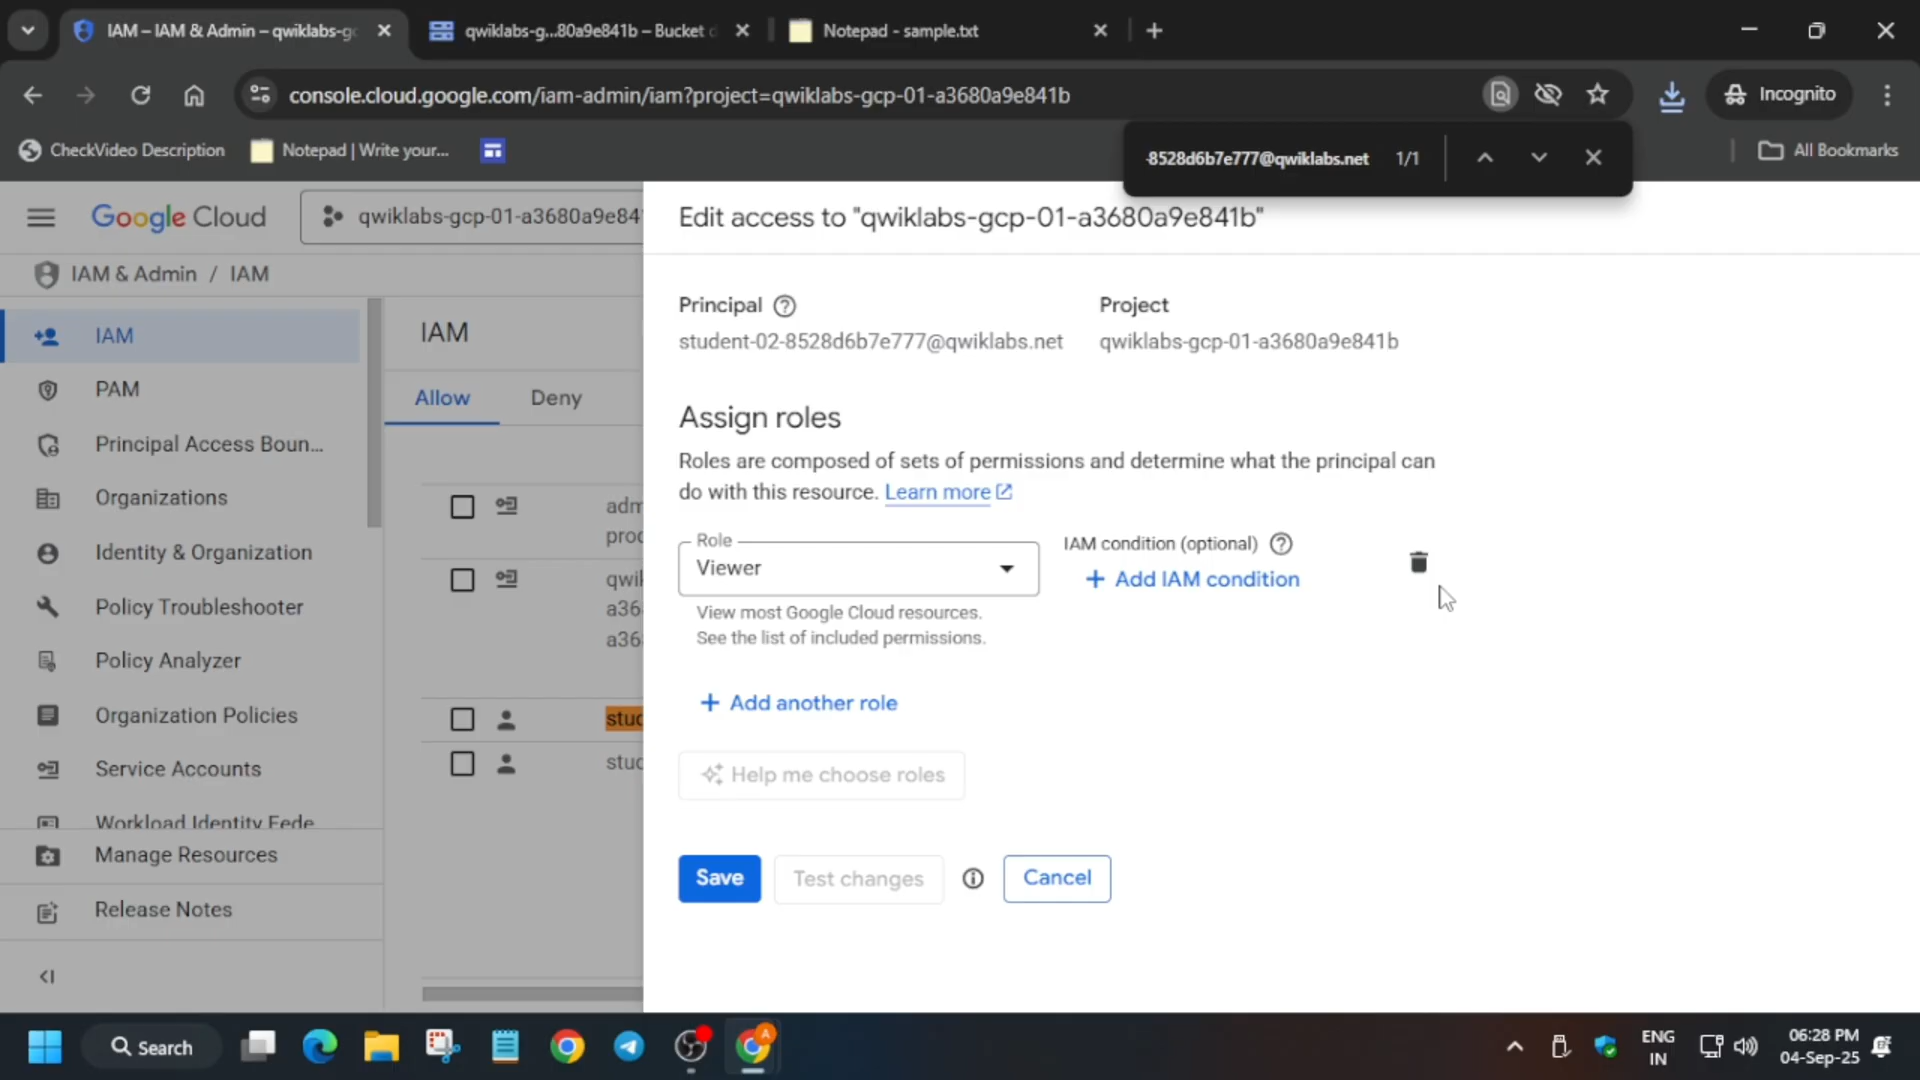 IAM – IAM & Admin – qwiklabs-gc
qwiklabs-g...80a9e841b – Bucket d
Notepad - sample.txt
console.cloud.google.com/iam-admin/iam?project=qwiklabs-gcp-01-a3680a9e841b
Incognito
CheckVideo Description
Notepad | Write your...
All Bookmarks
-8528d6b7e777@qwiklabs.net 1/1
Google Cloud
qwiklabs-gcp-01-a3680a9e841
Edit access to "qwiklabs-gcp-01-a3680a9e841b"
IAM & Admin / IAM
IAM
PAM
Principal Access Boun...
Organizations
Identity & Organization
Policy Troubleshooter
Policy Analyzer
Organization Policies
Service Accounts
Workload Identity Fede
Manage Resources
Release Notes
IAM
Allow
Deny
adm
proc
qwik
a368
a368
stud
stud
Principal
student-02-8528d6b7e777@qwiklabs.net
Project
qwiklabs-gcp-01-a3680a9e841b
Assign roles
Roles are composed of sets of permissions and determine what the principal can
do with this resource. Learn more
Role
Viewer
IAM condition (optional)
+ Add IAM condition
View most Google Cloud resources.
See the list of included permissions.
+ Add another role
Help me choose roles
Save
Test changes
Cancel
Search
ENG
IN
06:28 PM
04-Sep-25